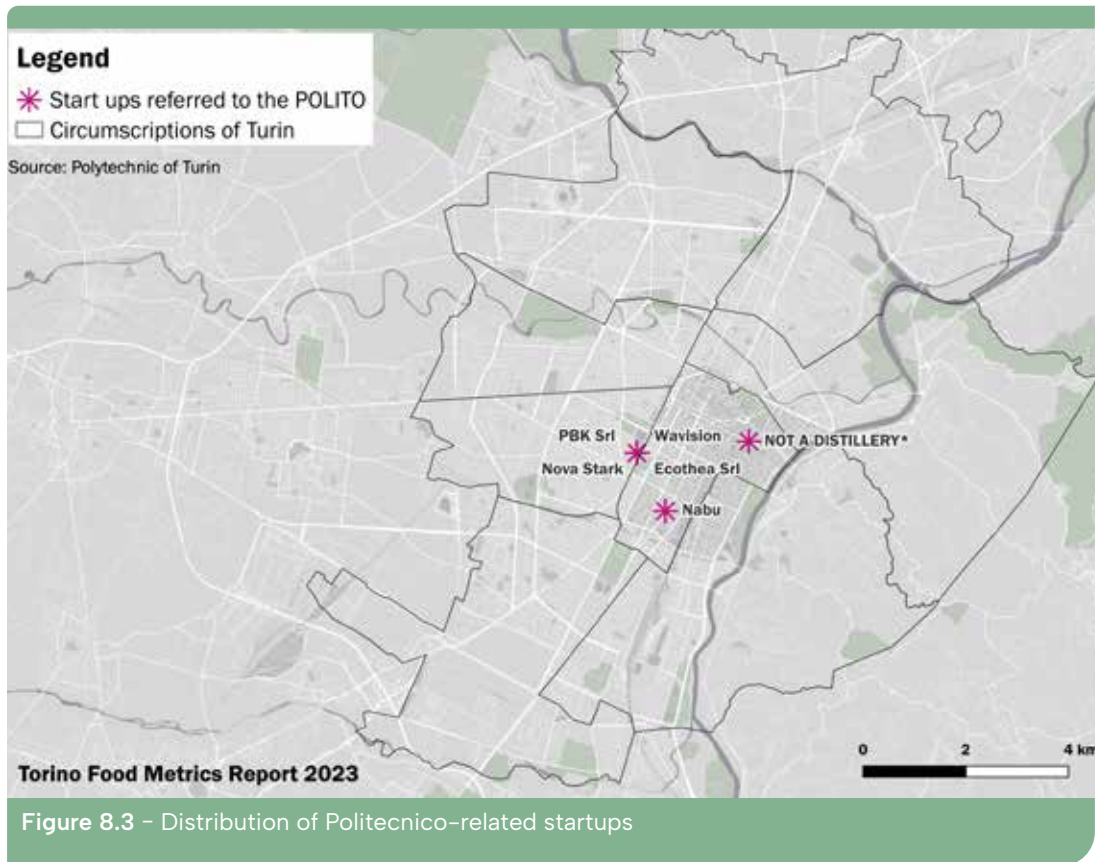 Legend
Start ups referred to the POLITO
Circumscriptions of Turin
Source: Polytechnic of Turin
PBK Srl
Wavision
NOT A DISTILLERY*
Nova Stark
Ecothea Srl
Nabu
0 2 4 km
Torino Food Metrics Report 2023
Figure 8.3 - Distribution of Politecnico-related startups